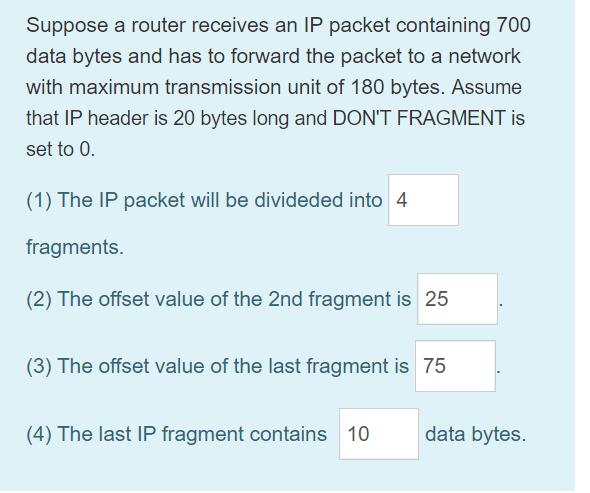 Suppose a router receives an IP packet containing 700
data bytes and has to forward the packet to a network
with maximum transmission unit of 180 bytes. Assume
that IP header is 20 bytes long and DON'T FRAGMENT is
set to 0.
(1) The IP packet will be divideded into 4
fragments.
(2) The offset value of the 2nd fragment is 25.
(3) The offset value of the last fragment is 75.
(4) The last IP fragment contains 10 data bytes.